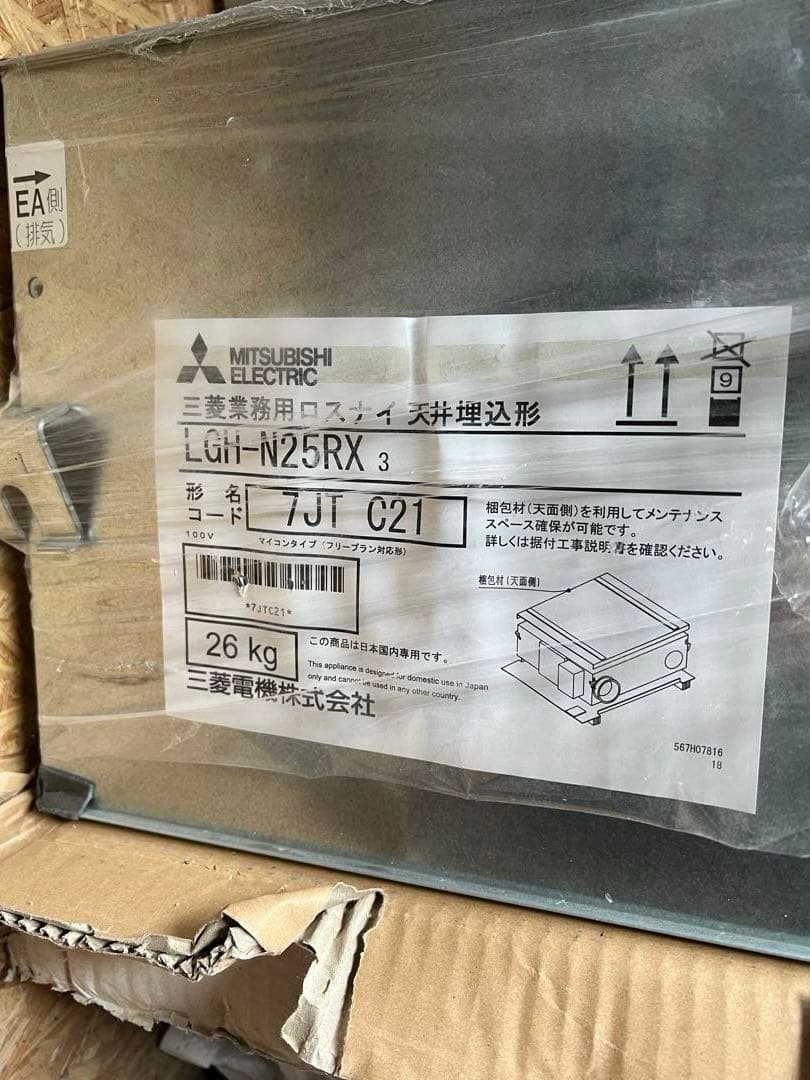 EA側
(排気)
MITSUBISHI
ELECTRIC
三菱業務用ロスナイ 天井埋込形
LGH-N25RX 3
形名
コード
7JT C21
100V
マイコンタイプ(フリープラン対応形)
*7JTC21*
26 kg
この商品は日本国内専用です。
This appliance is designed for domestic use in Japan
only and cannot be used in any other country.
三菱電機株式会社
9
梱包材(天面側)を利用してメンテナンス
スペース確保が可能です。
詳しくは据付工事説明書を確認ください。
梱包材(天面側)
567H07816
18